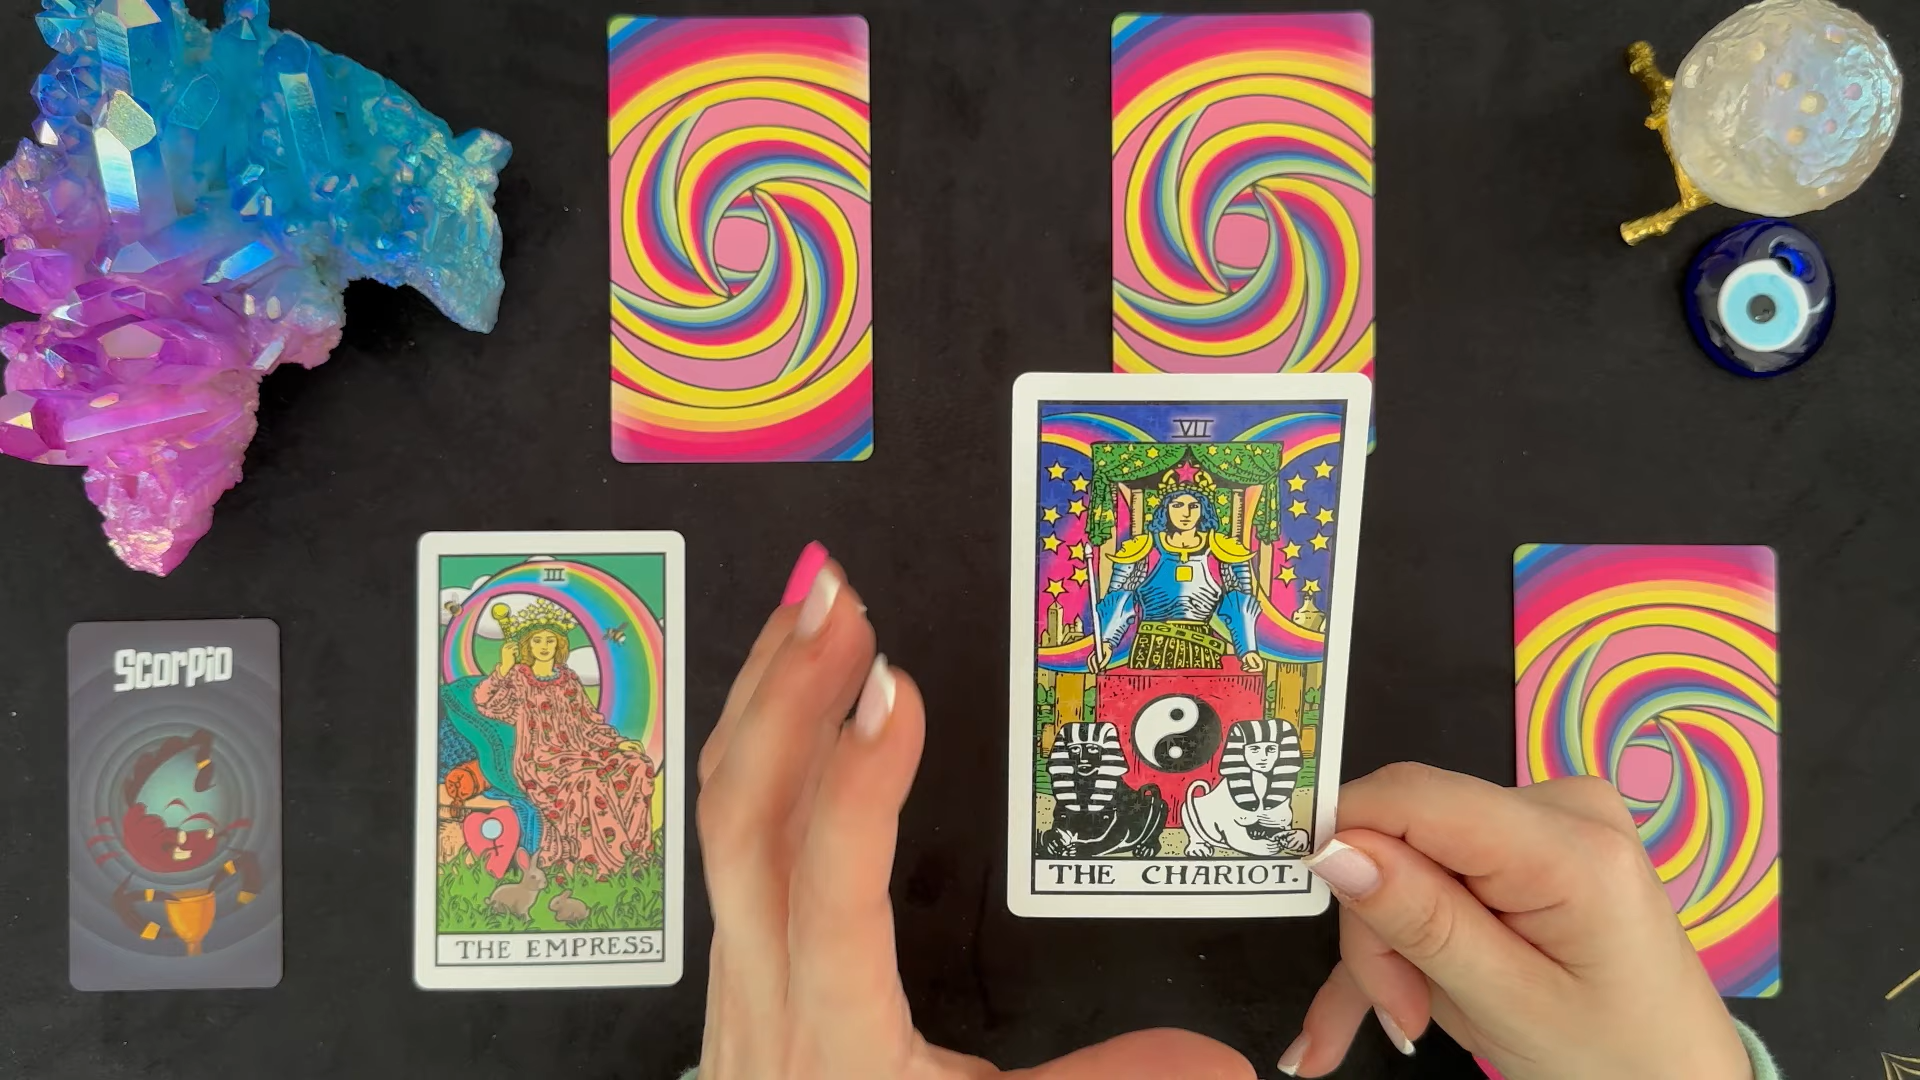 VII
III
Scorpio
THE EMPRESS.
THE CHARIOT.